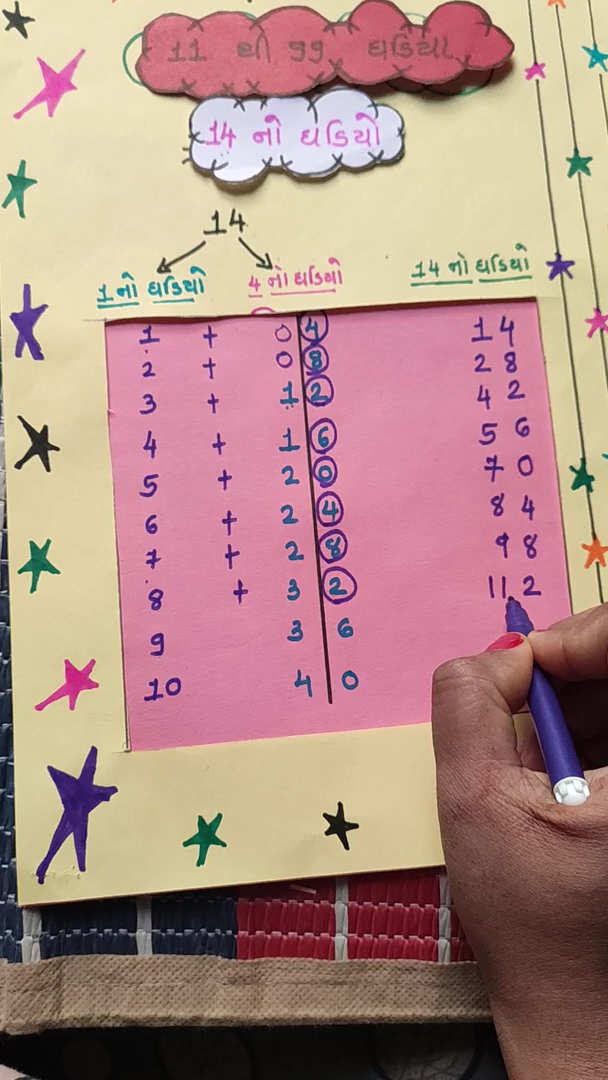 11 થી 99 ઘડિયા
14 નો ઘડિયો
14
1 નો ઘડિયો 4 નો ઘડિયો 14 નો ઘડિયો
1 + 0 4 14
2 + 0 8 28
3 + 1 2 42
4 + 1 6 56
5 + 2 0 70
6 + 2 4 84
7 + 2 8 98
8 + 3 2 112
9 3 6
10 4 0